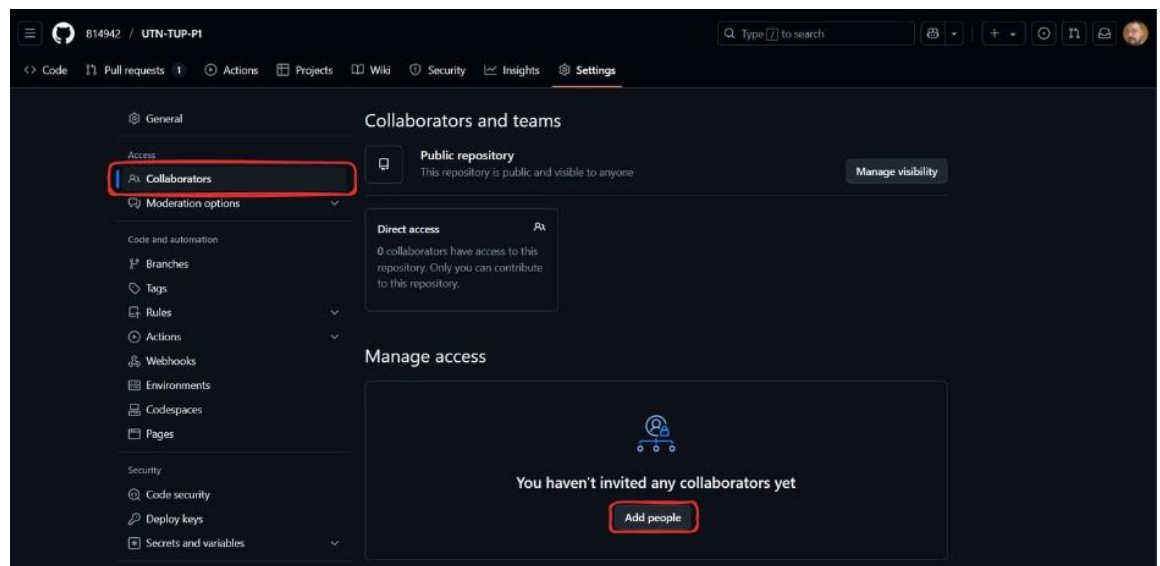 814942 / UTN-TUP-P1
Type / to search
Code Pull requests 1 Actions Projects Wiki Security Insights Settings
General
Access
Collaborators
Moderation options
Code and automation
Branches
Tags
Rules
Actions
Webhooks
Environments
Codespaces
Pages
Security
Code security
Deploy keys
Secrets and variables
Collaborators and teams
Public repository
This repository is public and visible to anyone
Manage visibility
Direct access
0 collaborators have access to this
repository. Only you can contribute
to this repository.
Manage access
You haven't invited any collaborators yet
Add people